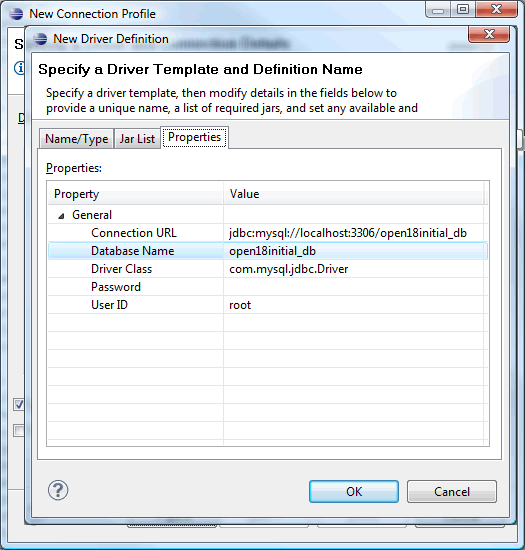 New Connection Profile
New Driver Definition
Specify a Driver Template and Definition Name
Specify a driver template, then modify details in the fields below to
provide a unique name, a list of required jars, and set any available and
Name/Type Jar List Properties
Properties:
Property Value
General
Connection URL jdbc:mysql://localhost:3306/open18initial_db
Database Name open18initial_db
Driver Class com.mysql.jdbc.Driver
Password
User ID root
OK Cancel